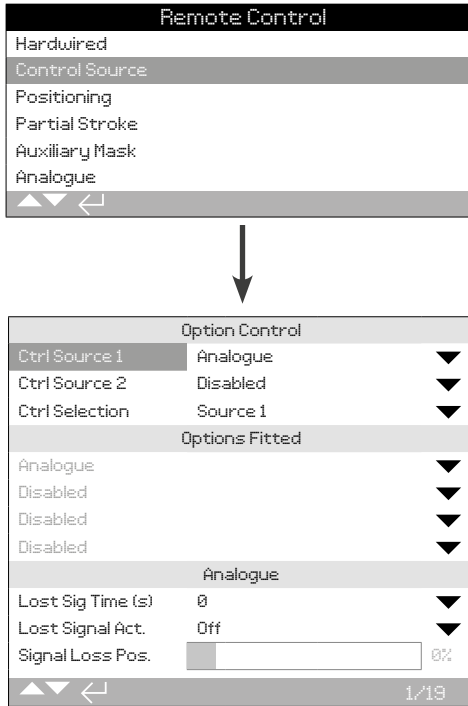 Remote Control
Hardwired
Control Source
Positioning
Partial Stroke
Auxiliary Mask
Analogue
Option Control
Ctrl Source 1 Analogue
Ctrl Source 2 Disabled
Ctrl Selection Source 1
Options Fitted
Analogue
Disabled
Disabled
Disabled
Analogue
Lost Sig Time (s) 0
Lost Signal Act. Off
Signal Loss Pos. 0%
1/19